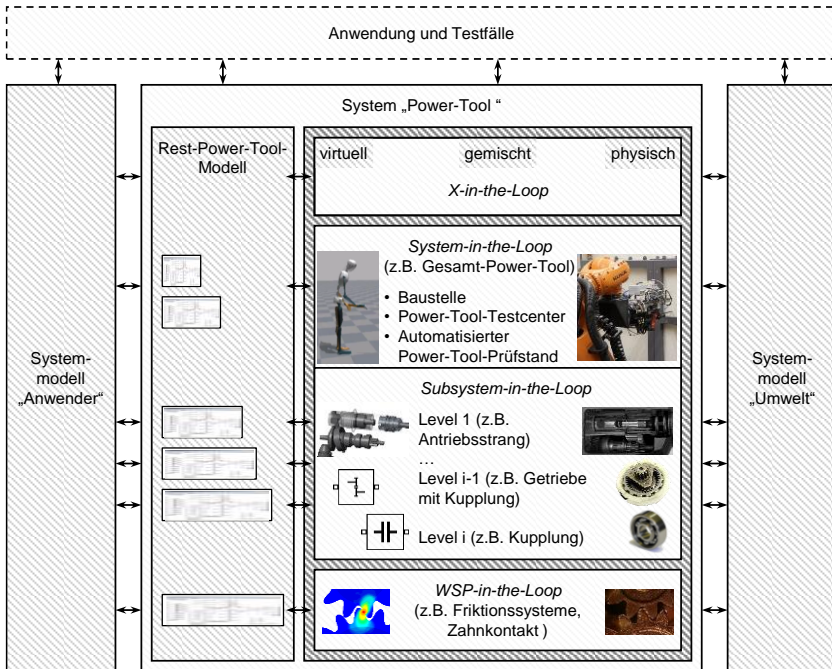 Anwendung und Testfälle
System „Power-Tool “
Rest-Power-Tool-
Modell
virtuell gemischt physisch
X-in-the-Loop
System-in-the-Loop
(z.B. Gesamt-Power-Tool)
• Baustelle
• Power-Tool-Testcenter
• Automatisierter
Power-Tool-Prüfstand
System-
modell
„Anwender“
System-
modell
„Umwelt“
Subsystem-in-the-Loop
Level 1 (z.B.
Antriebsstrang)
…
Level i-1 (z.B. Getriebe
mit Kupplung)
Level i (z.B. Kupplung)
WSP-in-the-Loop
(z.B. Friktionssysteme,
Zahnkontakt )